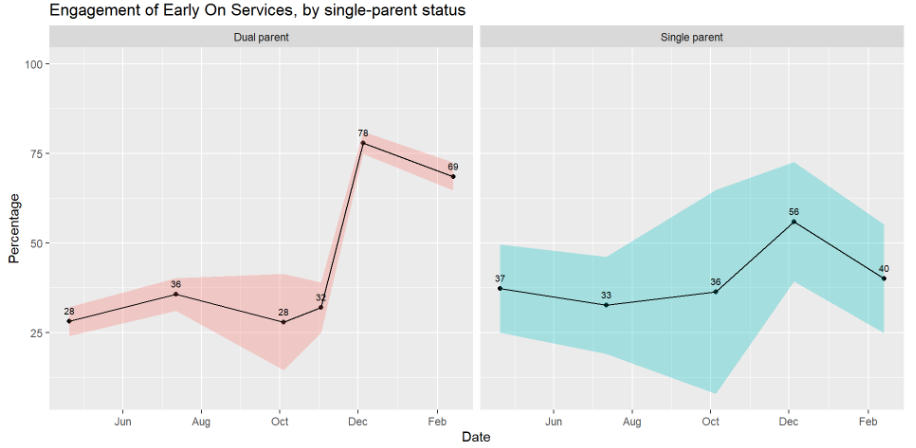 Engagement of Early On Services, by single-parent status
Dual parent
Single parent
Percentage
100
75
50
25
28
36
28
32
78
69
37
33
36
56
40
Jun Aug Oct Dec Feb
Jun Aug Oct Dec Feb
Date